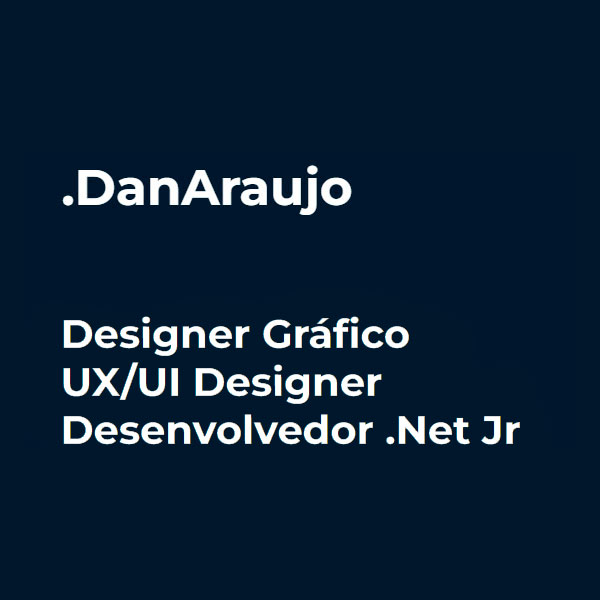 .DanAraujo
Designer Gráfico
UX/UI Designer
Desenvolvedor .Net Jr